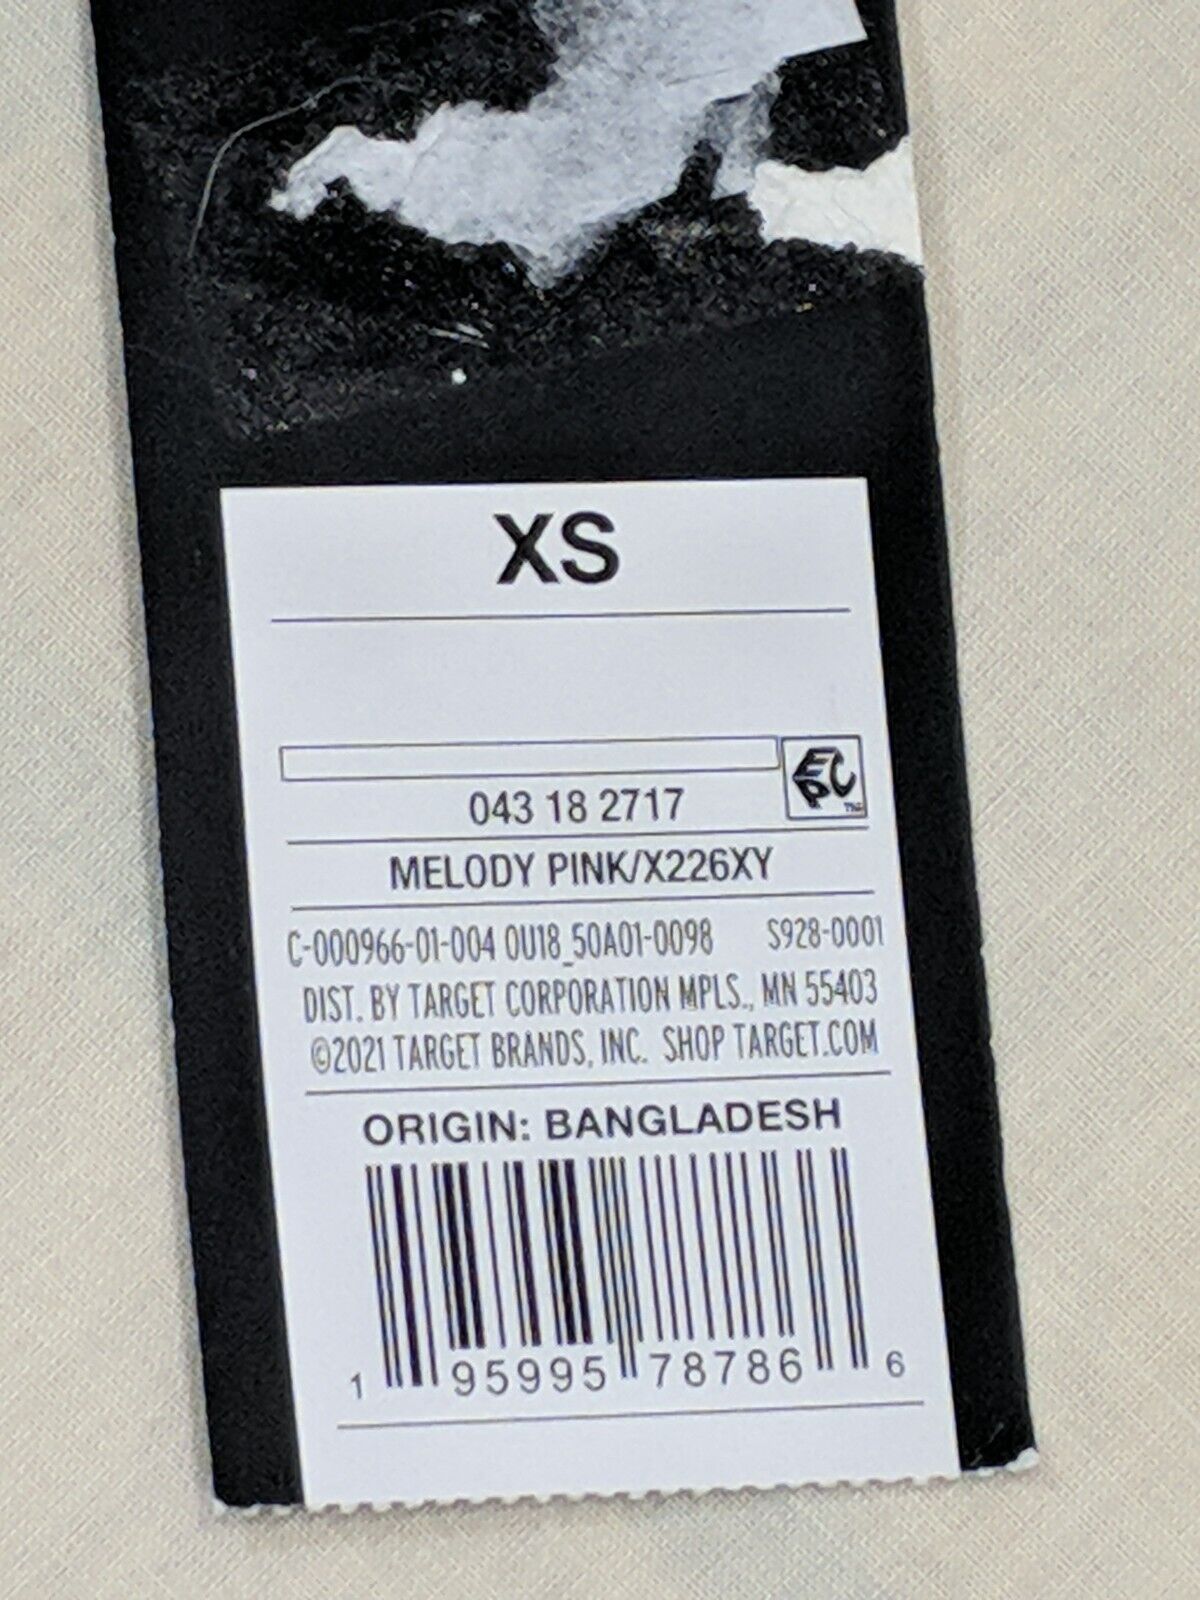 XS
EPC™
043 18 2717
MELODY PINK/X226XY
C-000966-01-004 0U18_50A01-0098 S928-0001
DIST. BY TARGET CORPORATION MPLS., MN 55403
©2021 TARGET BRANDS, INC. SHOP TARGET.COM
ORIGIN: BANGLADESH
1 95995 78786 6